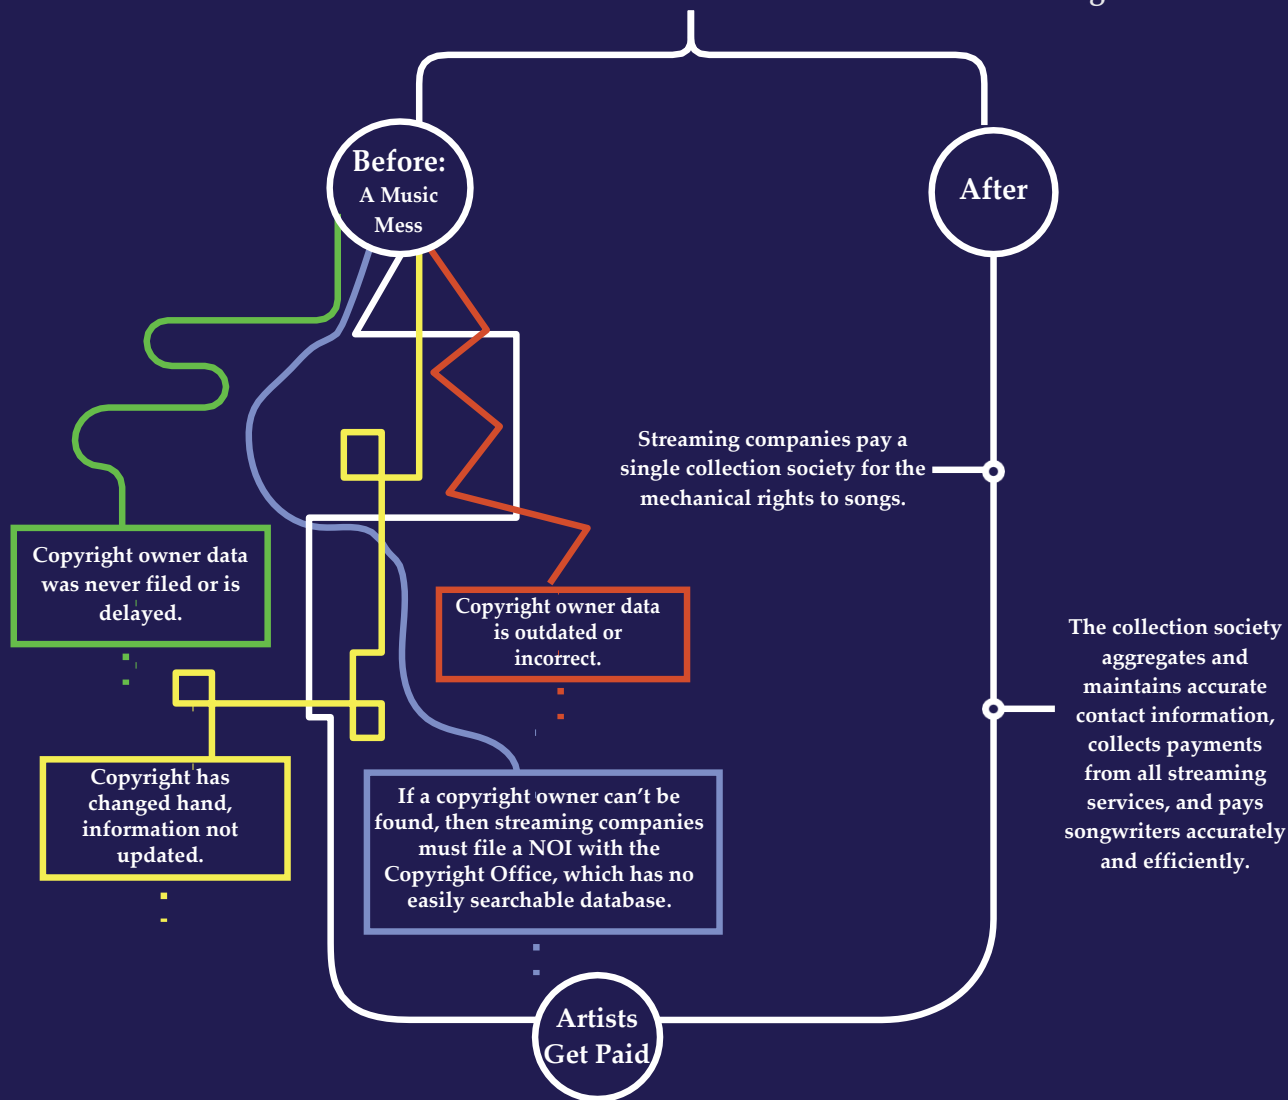 Before:
A Music
Mess
After
Streaming companies pay a
single collection society for the
mechanical rights to songs.
Copyright owner data
was never filed or is
delayed.
Copyright owner data
is outdated or
incorrect.
The collection society
aggregates and
maintains accurate
contact information,
collects payments
from all streaming
services, and pays
songwriters accurately
and efficiently.
Copyright has
changed hand,
information not
updated.
If a copyright owner can't be
found, then streaming companies
must file a NOI with the
Copyright Office, which has no
easily searchable database.
Artists
Get Paid